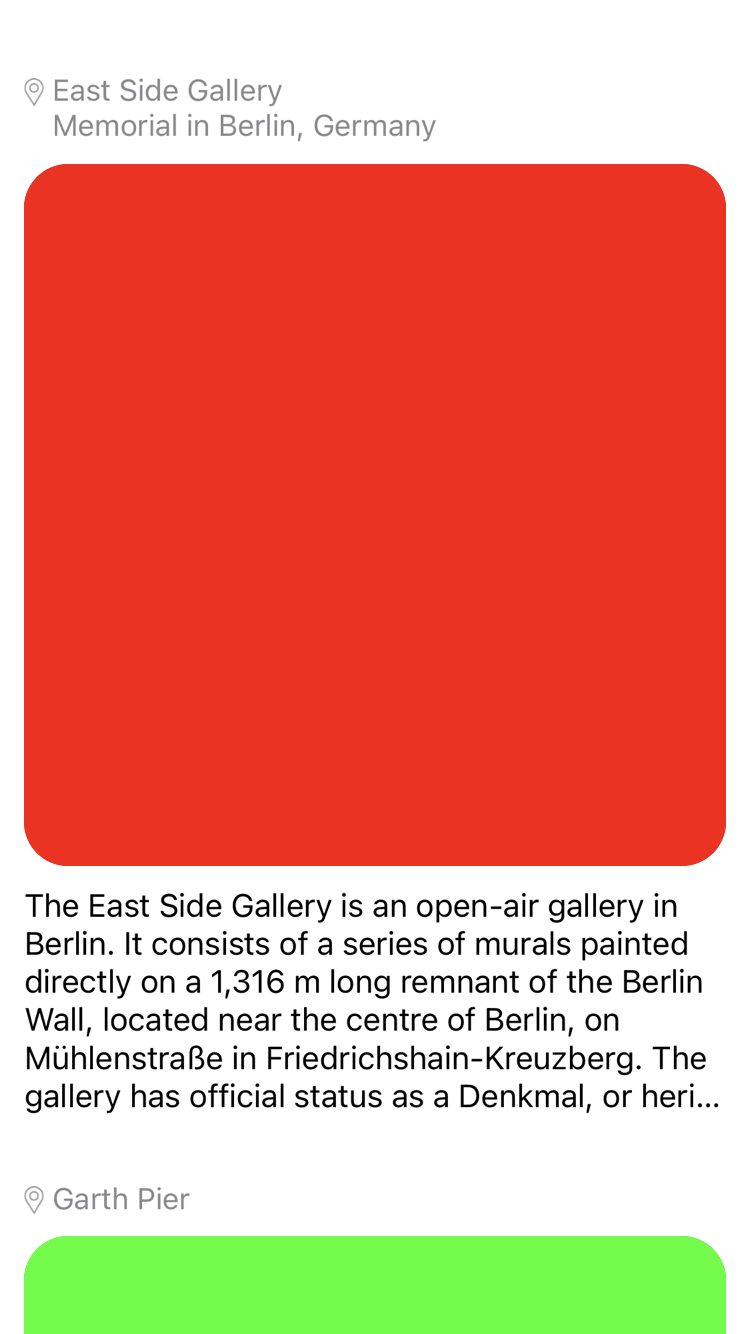 East Side Gallery
Memorial in Berlin, Germany
The East Side Gallery is an open-air gallery in
Berlin. It consists of a series of murals painted
directly on a 1,316 m long remnant of the Berlin
Wall, located near the centre of Berlin, on
Mühlenstraße in Friedrichshain-Kreuzberg. The
gallery has official status as a Denkmal, or heri...
Garth Pier